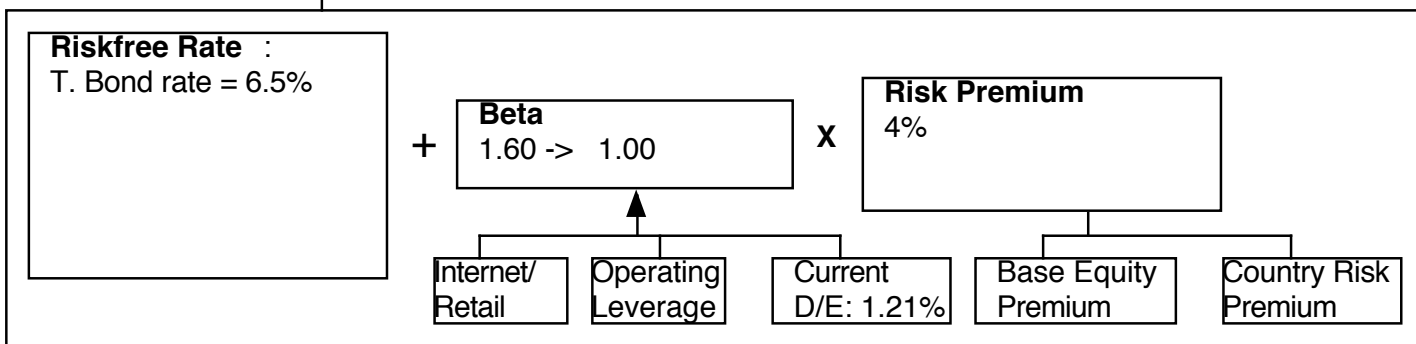 Riskfree Rate :
T. Bond rate = 6.5%
+
Beta
1.60 -> 1.00
X
Risk Premium
4%
Internet/
Retail
Operating
Leverage
Current
D/E: 1.21%
Base Equity
Premium
Country Risk
Premium